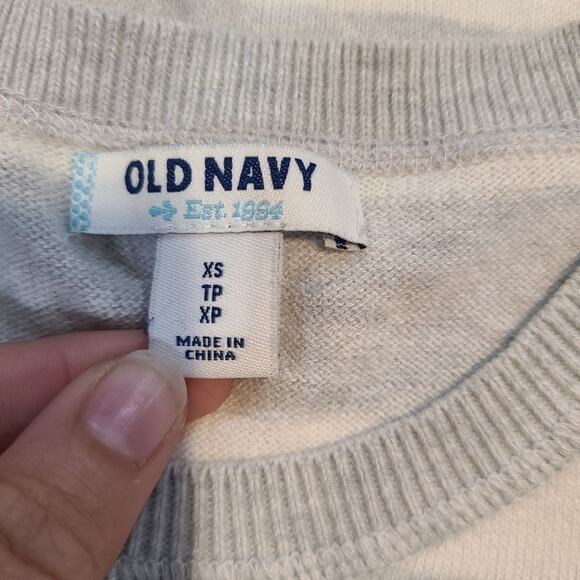 OLD NAVY
Est. 1994
XS
TP
XP
MADE IN
CHINA